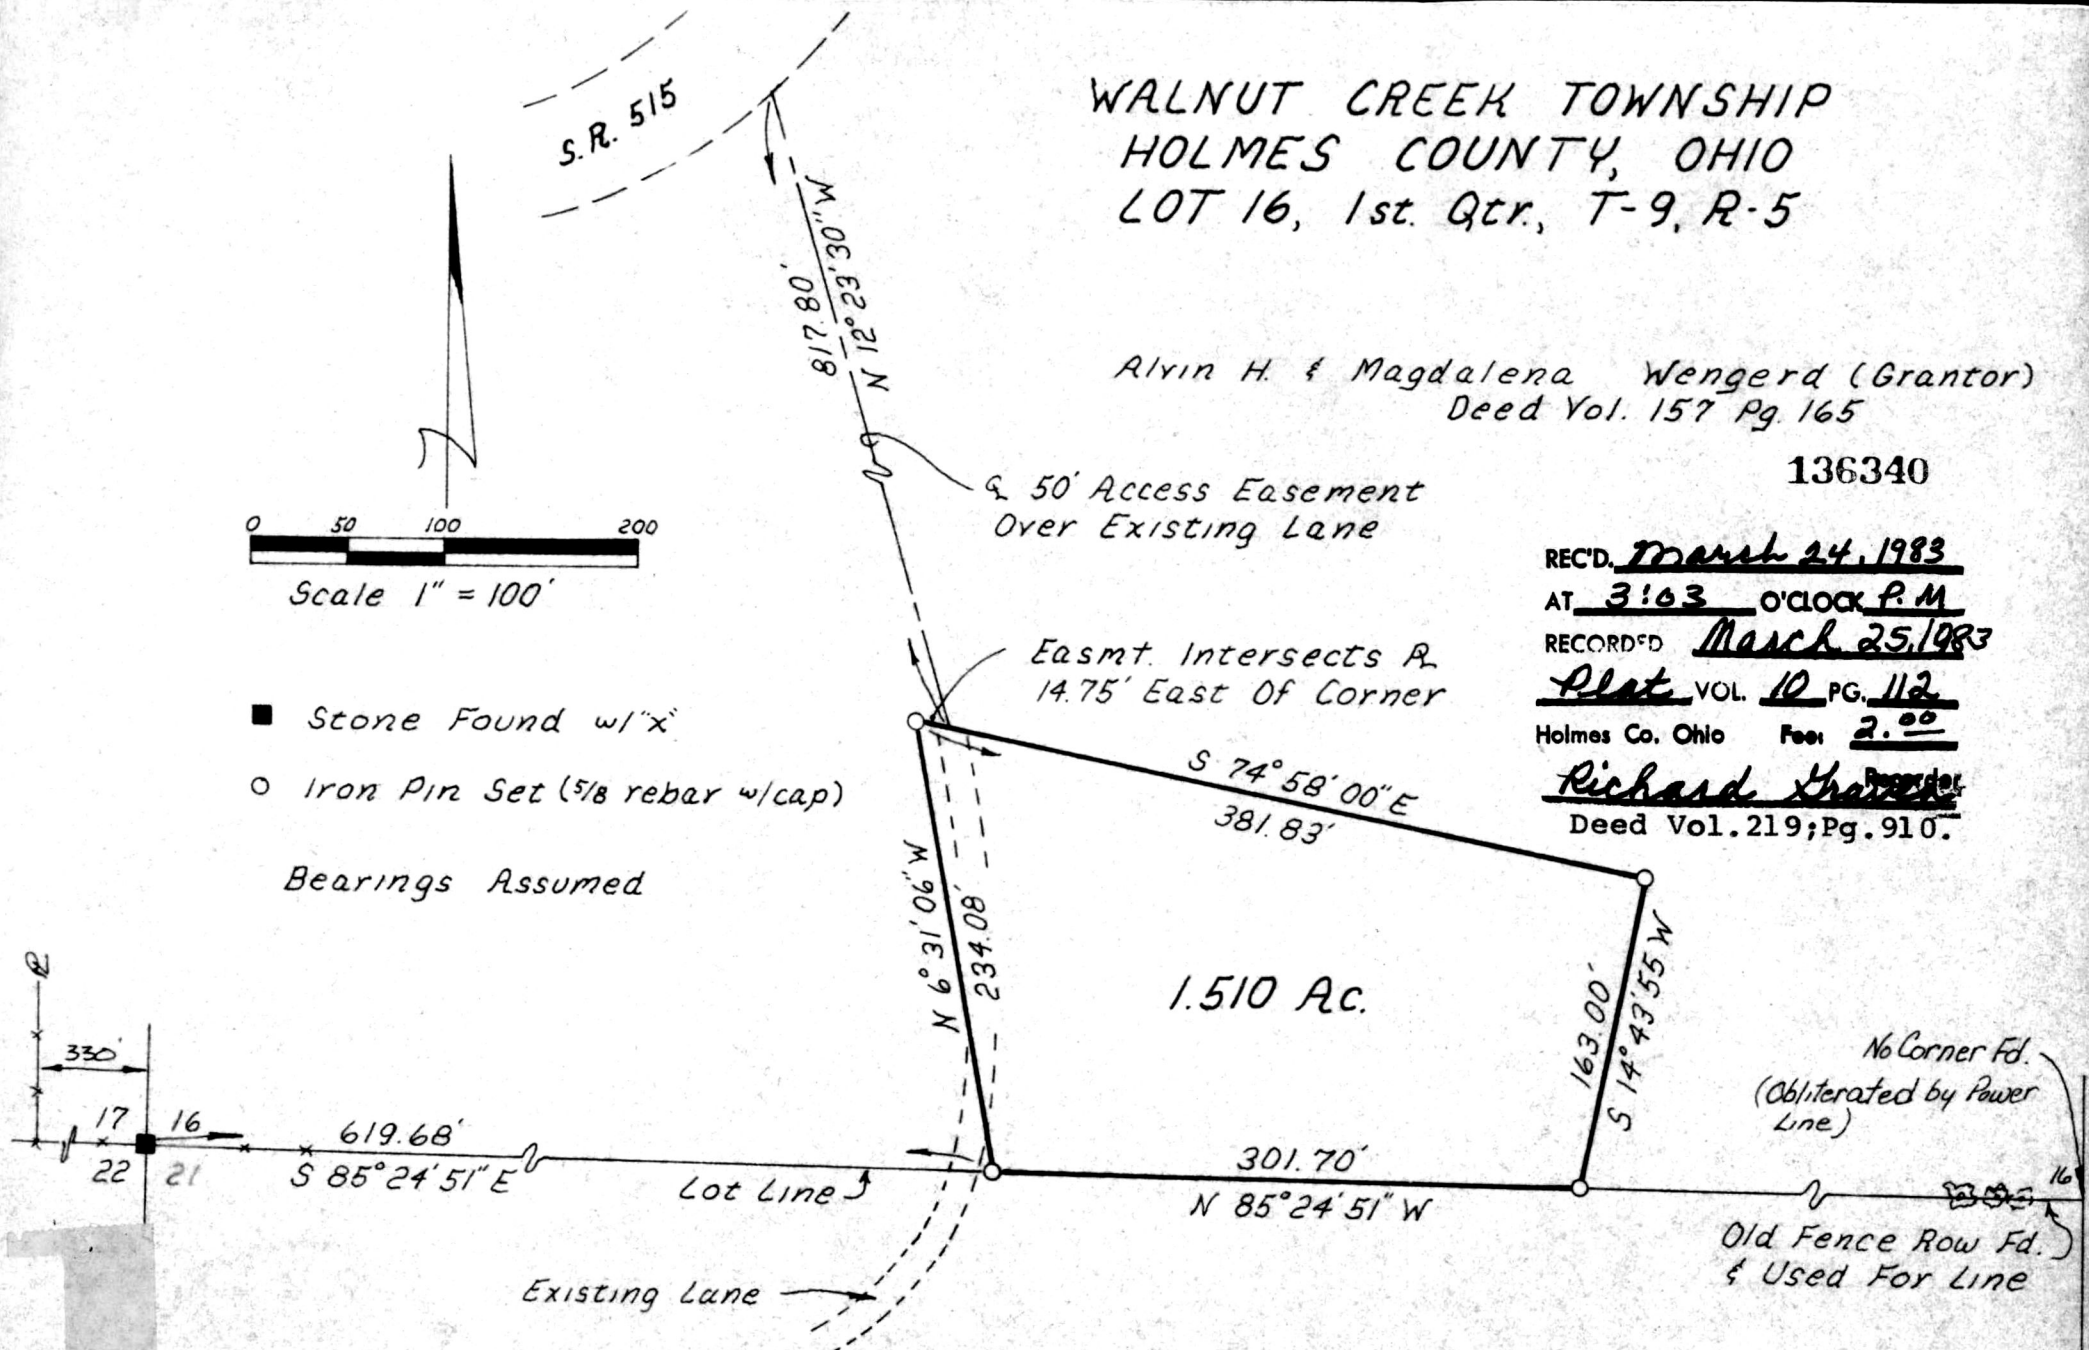 WALNUT CREEK TOWNSHIP
HOLMES COUNTY, OHIO
LOT 16, 1st. Qtr., T-9, R-5
S.R. 515
817.80'
N 12°23'30" W
Alvin H. & Magdalena Wengerd (Grantor)
Deed Vol. 157 Pg. 165
136340
℄ 50' Access Easement
Over Existing Lane
0 50 100 200
Scale 1" = 100'
REC'D. March 24, 1983
AT 3:03 O'CLOCK P.M
RECORDED March 25, 1983
Plat VOL. 10 PG. 112
Holmes Co. Ohio Fee: 2.00
Richard
Recorder
Deed Vol.219;Pg.910.
Easmt. Intersects ⅊
14.75' East Of Corner
Stone Found w/"x"
Iron Pin Set (5/8 rebar w/cap)
Bearings Assumed
S 74°58'00" E
381.83'
N 6°31'06" W
234.08'
1.510 Ac.
163.00'
S 14°43'55" W
⅊
330'
17 16
22 21
619.68'
S 85°24'51" E
Lot Line
301.70'
N 85°24'51" W
No Corner Fd.
(Obliterated by Power
Line)
16
Old Fence Row Fd.
& Used For Line
Existing Lane